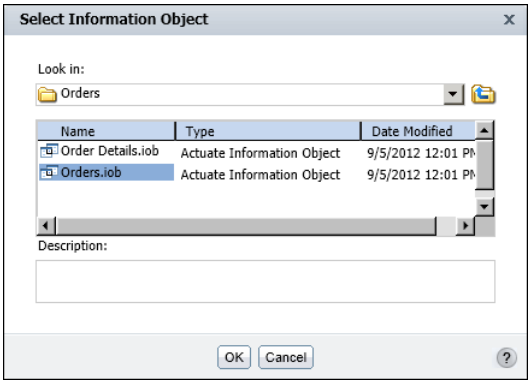 Select Information Object X
Look in:
Orders
Name Type Date Modified
Order Details.iob Actuate Information Object 9/5/2012 12:01 PM
Orders.iob Actuate Information Object 9/5/2012 12:01 PM
Description:
OK Cancel ?